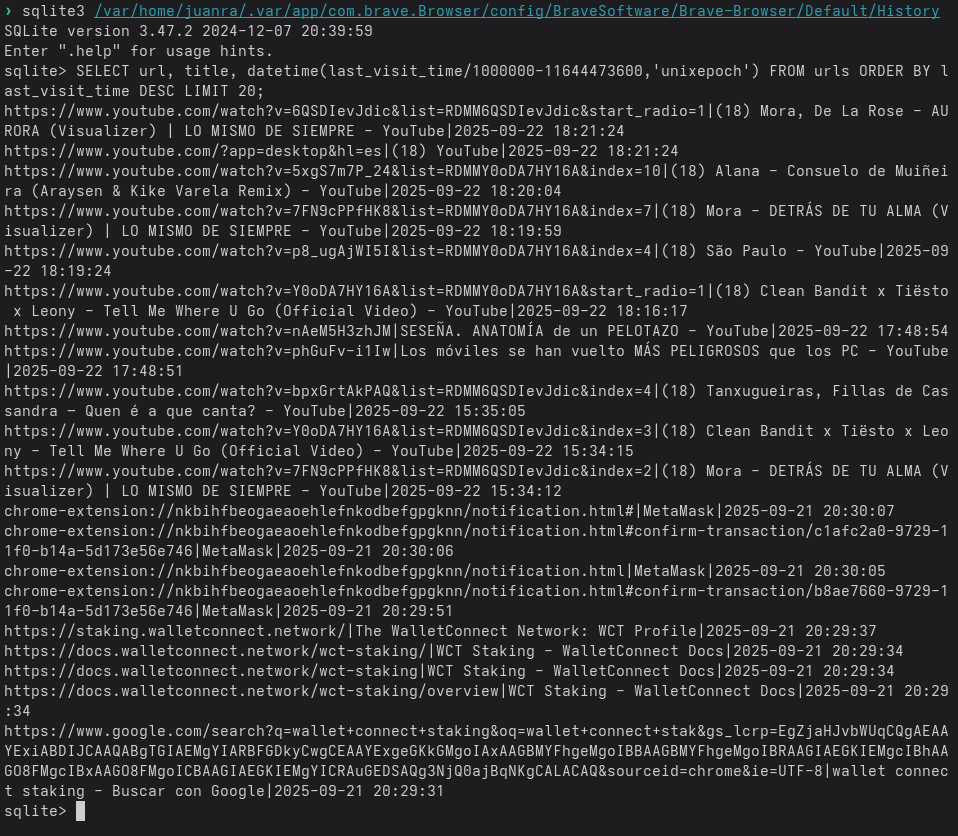 ❯ sqlite3 /var/home/juanra/.var/app/com.brave.Browser/config/BraveSoftware/Brave-Browser/Default/History
SQLite version 3.47.2 2024-12-07 20:39:59
Enter ".help" for usage hints.
sqlite> SELECT url, title, datetime(last_visit_time/1000000-11644473600,'unixepoch') FROM urls ORDER BY l
ast_visit_time DESC LIMIT 20;
https://www.youtube.com/watch?v=6QSDIevJdic&list=RDMM6QSDIevJdic&start_radio=1|(18) Mora, De La Rose - AU
RORA (Visualizer) | LO MISMO DE SIEMPRE - YouTube|2025-09-22 18:21:24
https://www.youtube.com/?app=desktop&hl=es|(18) YouTube|2025-09-22 18:21:24
https://www.youtube.com/watch?v=5xgS7m7P_24&list=RDMMY0oDA7HY16A&index=10|(18) Alana - Consuelo de Muiñei
ra (Araysen & Kike Varela Remix) - YouTube|2025-09-22 18:20:04
https://www.youtube.com/watch?v=7FN9cPPfHK8&list=RDMMY0oDA7HY16A&index=7|(18) Mora - DETRÁS DE TU ALMA (V
isualizer) | LO MISMO DE SIEMPRE - YouTube|2025-09-22 18:19:59
https://www.youtube.com/watch?v=p8_ugAjWI5I&list=RDMMY0oDA7HY16A&index=4|(18) São Paulo - YouTube|2025-09
-22 18:19:24
https://www.youtube.com/watch?v=Y0oDA7HY16A&list=RDMMY0oDA7HY16A&start_radio=1|(18) Clean Bandit x Tiësto
 x Leony - Tell Me Where U Go (Official Video) - YouTube|2025-09-22 18:16:17
https://www.youtube.com/watch?v=nAeM5H3zhJM|SESEÑA. ANATOMÍA de un PELOTAZO - YouTube|2025-09-22 17:48:54
https://www.youtube.com/watch?v=phGuFv-i1Iw|Los móviles se han vuelto MÁS PELIGROSOS que los PC - YouTube
|2025-09-22 17:48:51
https://www.youtube.com/watch?v=bpxGrtAkPAQ&list=RDMM6QSDIevJdic&index=4|(18) Tanxugueiras, Fillas de Cas
sandra - Quen é a que canta? - YouTube|2025-09-22 15:35:05
https://www.youtube.com/watch?v=Y0oDA7HY16A&list=RDMM6QSDIevJdic&index=3|(18) Clean Bandit x Tiësto x Leo
ny - Tell Me Where U Go (Official Video) - YouTube|2025-09-22 15:34:15
https://www.youtube.com/watch?v=7FN9cPPfHK8&list=RDMM6QSDIevJdic&index=2|(18) Mora - DETRÁS DE TU ALMA (V
isualizer) | LO MISMO DE SIEMPRE - YouTube|2025-09-22 15:34:12
chrome-extension://nkbihfbeogaeaoehlefnkodbefgpgknn/notification.html#|MetaMask|2025-09-21 20:30:07
chrome-extension://nkbihfbeogaeaoehlefnkodbefgpgknn/notification.html#confirm-transaction/c1afc2a0-9729-1
1f0-b14a-5d173e56e746|MetaMask|2025-09-21 20:30:06
chrome-extension://nkbihfbeogaeaoehlefnkodbefgpgknn/notification.html|MetaMask|2025-09-21 20:30:05
chrome-extension://nkbihfbeogaeaoehlefnkodbefgpgknn/notification.html#confirm-transaction/b8ae7660-9729-1
1f0-b14a-5d173e56e746|MetaMask|2025-09-21 20:29:51
https://staking.walletconnect.network/|The WalletConnect Network: WCT Profile|2025-09-21 20:29:37
https://docs.walletconnect.network/wct-staking/|WCT Staking - WalletConnect Docs|2025-09-21 20:29:34
https://docs.walletconnect.network/wct-staking|WCT Staking - WalletConnect Docs|2025-09-21 20:29:34
https://docs.walletconnect.network/wct-staking/overview|WCT Staking - WalletConnect Docs|2025-09-21 20:29
:34
https://www.google.com/search?q=wallet+connect+staking&oq=wallet+connect+stak&gs_lcrp=EgZjaHJvbWUqCQgAEAA
YExiABDIJCAAQABgTGIAEMgYIARBFGDkyCwgCEAAYExgeGKkGMgoIAxAAGBMYFhgeMgoIBBAAGBMYFhgeMgoIBRAAGIAEGKIEMgcIBhAA
GO8FMgcIBxAAGO8FMgoICBAAGIAEGKIEMgYICRAuGEDSAQg3NjQ0ajBqNKgCALACAQ&sourceid=chrome&ie=UTF-8|wallet connec
t staking - Buscar con Google|2025-09-21 20:29:31
sqlite>